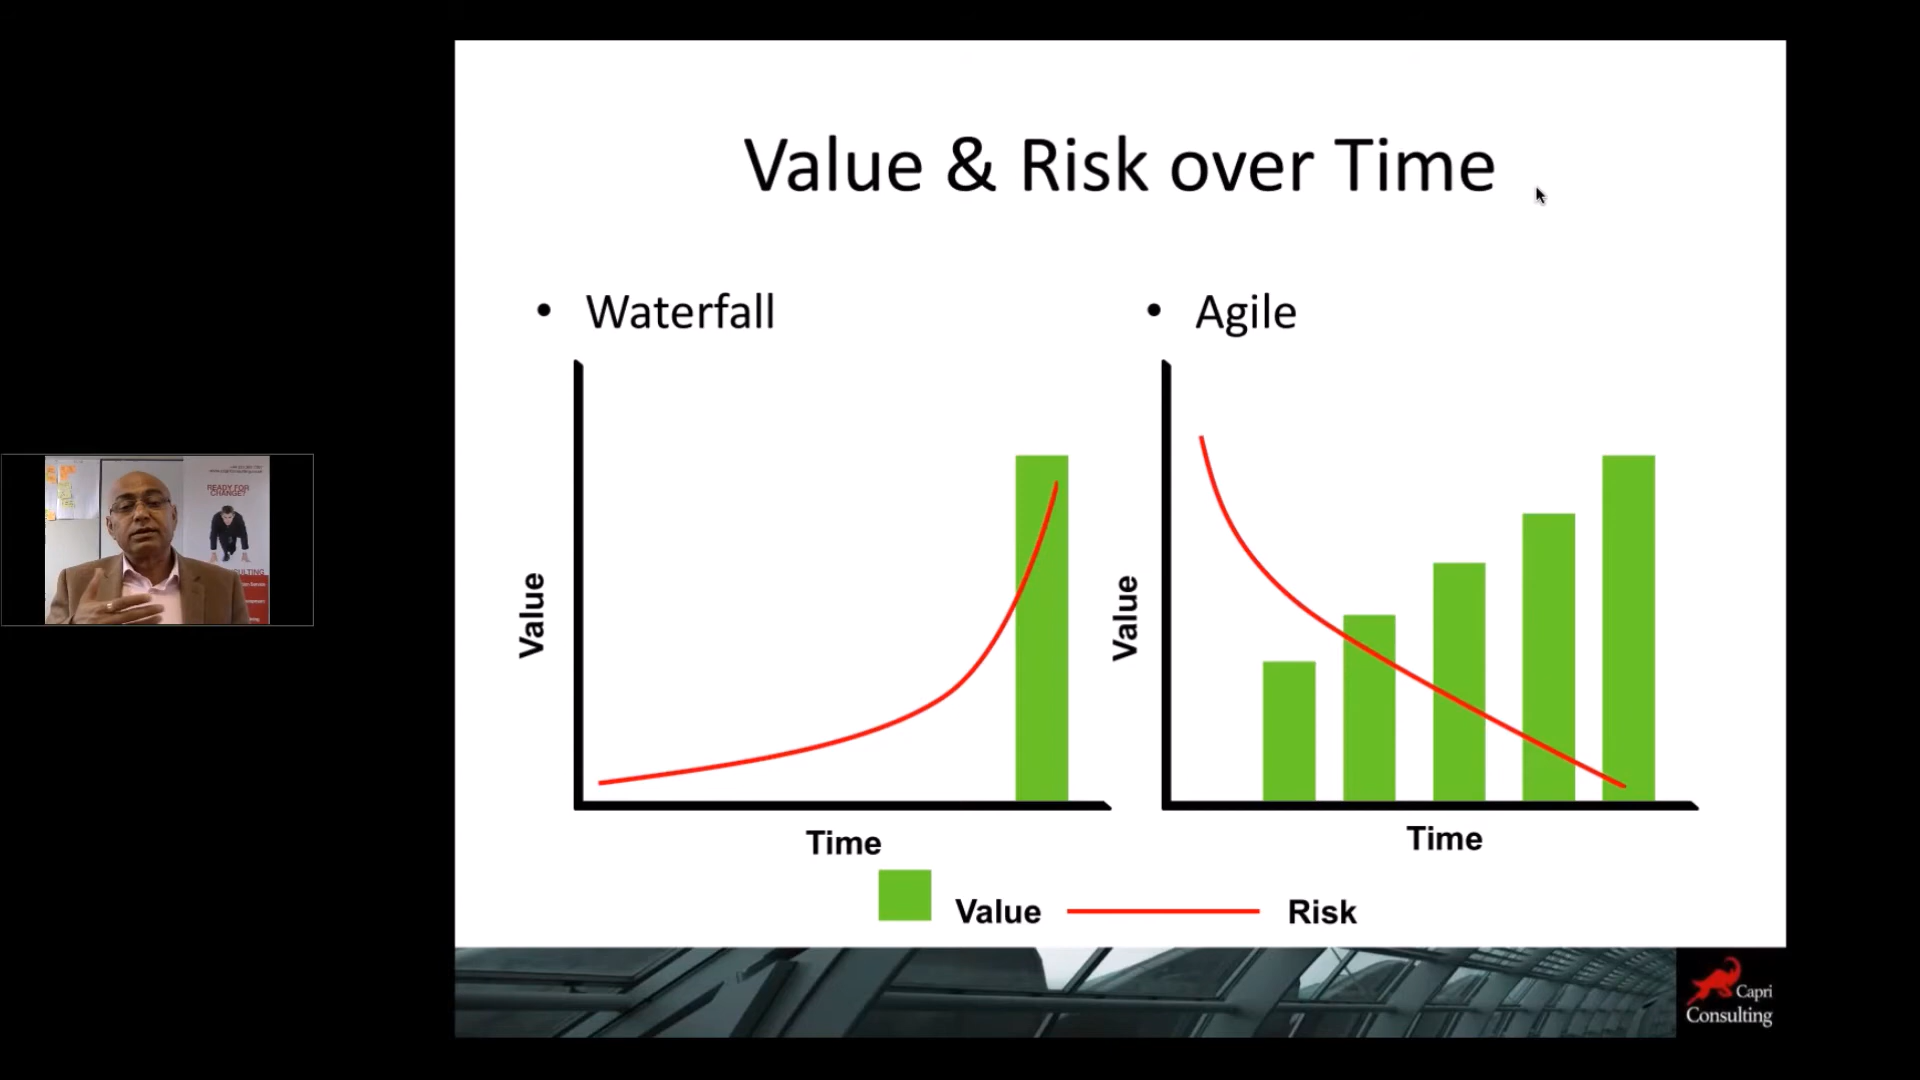 Value & Risk over Time
• Waterfall
• Agile
Value
Time
Value
Time
Value
Risk
READY FOR
CHANGE?
Capri
Consulting